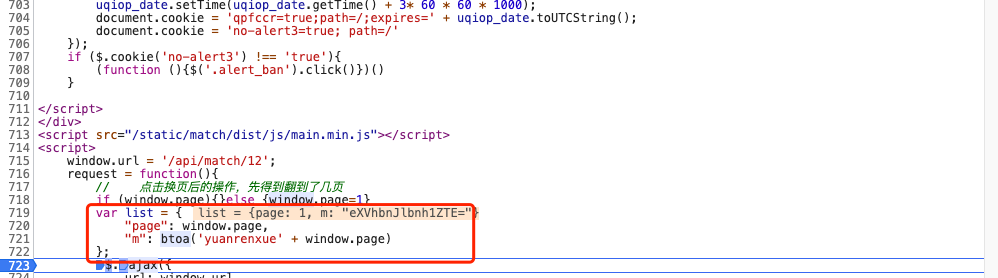 703 uqiop_date.setTime(uqiop_date.getTime() + 3* 60 * 60 * 1000);
704 document.cookie = 'qpfccr=true;path=/;expires=' + uqiop_date.toUTCString();
705 document.cookie = 'no-alert3=true; path=/'
706 });
707 if ($.cookie('no-alert3') !== 'true'){
708 (function (){$('.alert_ban').click()})()
709 }
710
711 </script>
712 </div>
713 <script src="/static/match/dist/js/main.min.js"></script>
714 <script>
715 window.url = '/api/match/12';
716 request = function(){
717 // 点击换页后的操作，先得到翻到了几页
718 if (window.page){}else {window.page=1}
719 var list = { list = {page: 1, m: "eXVhbnJlbnh1ZTE="}
720 "page": window.page,
721 "m": btoa('yuanrenxue' + window.page)
722 };
723 $.ajax({
724 url: window.url